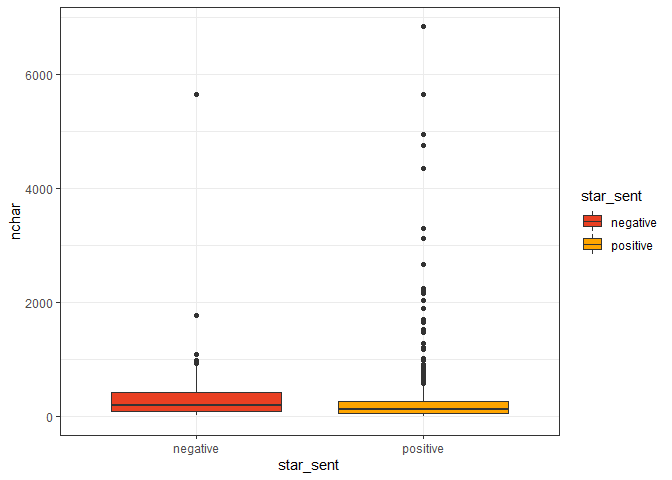 6000
4000
2000
0
nchar
negative
positive
star_sent
star_sent
negative
positive